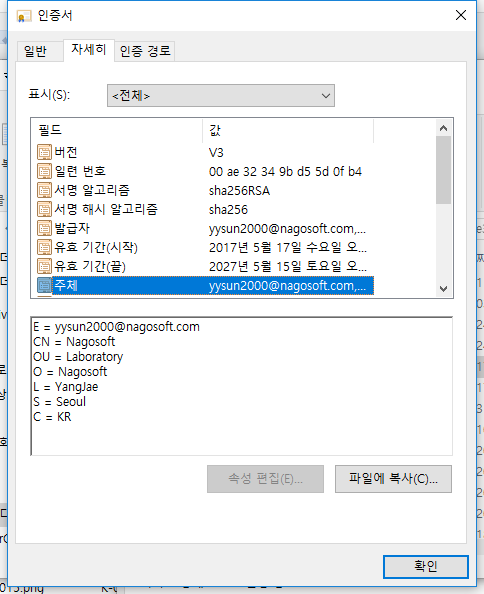 인증서
일반 자세히 인증 경로
표시(S): <전체>
필드 값
버전 V3
일련 번호 00 ae 32 34 9b d5 5d 0f b4
서명 알고리즘 sha256RSA
서명 해시 알고리즘 sha256
발급자 yysun2000@nagosoft.com,...
유효 기간(시작) 2017년 5월 17일 수요일 오...
유효 기간(끝) 2027년 5월 15일 토요일 오...
주체 yysun2000@nagosoft.com,...
E = yysun2000@nagosoft.com
CN = Nagosoft
OU = Laboratory
O = Nagosoft
L = YangJae
S = Seoul
C = KR
속성 편집(E)... 파일에 복사(C)...
확인